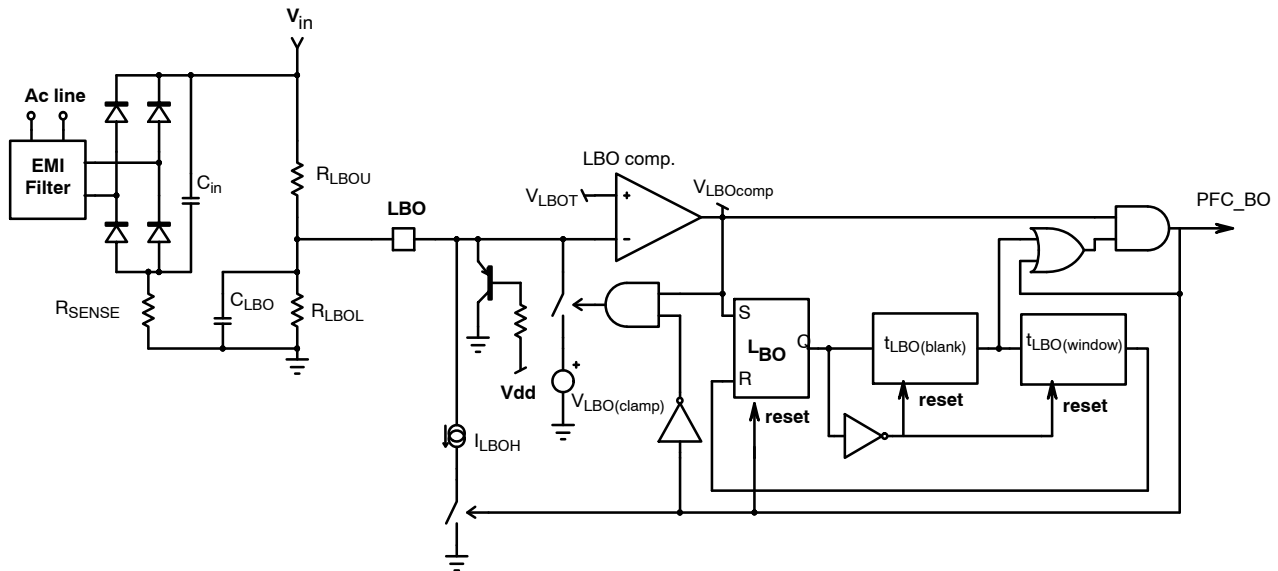 Vin
Ac line
EMI
Filter
Cin
RLBOU
LBO
LBO comp.
VLBOT
+
-
VLBOcomp
PFC_BO
RSENSE
CLBO
RLBOL
Vdd
+
VLBO(clamp)
ILBOH
S
LBO
R
Q
reset
tLBO(blank)
reset
tLBO(window)
reset